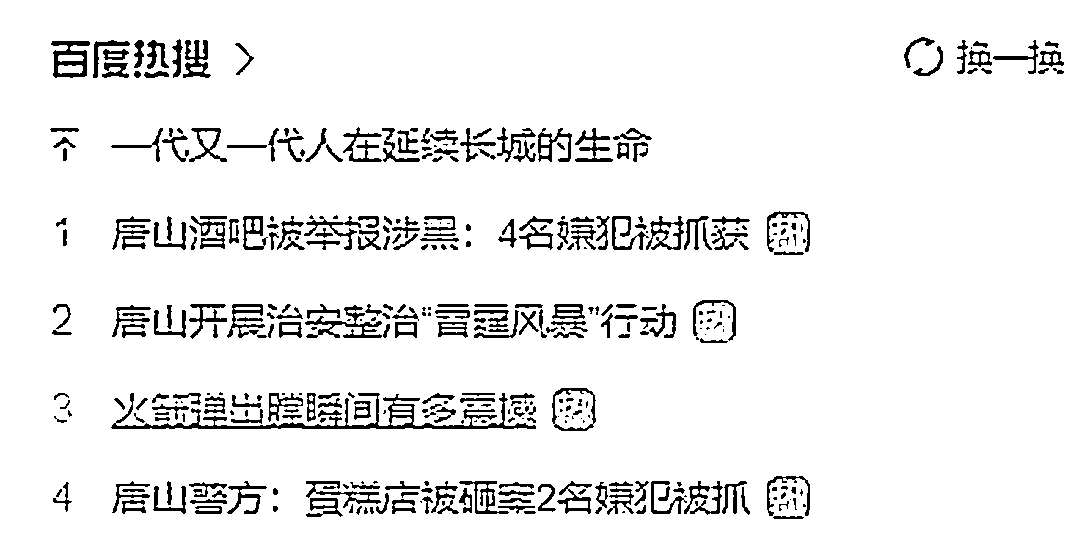 百度热搜 > 换一换
一代又一代人在延续长城的生命
1 唐山酒吧被举报涉黑：4名嫌犯被抓获 热
2 唐山开展治安整治“雷霆风暴”行动 热
3 火箭弹出膛瞬间有多震撼 热
4 唐山警方：蛋糕店被砸案2名嫌犯被抓 热